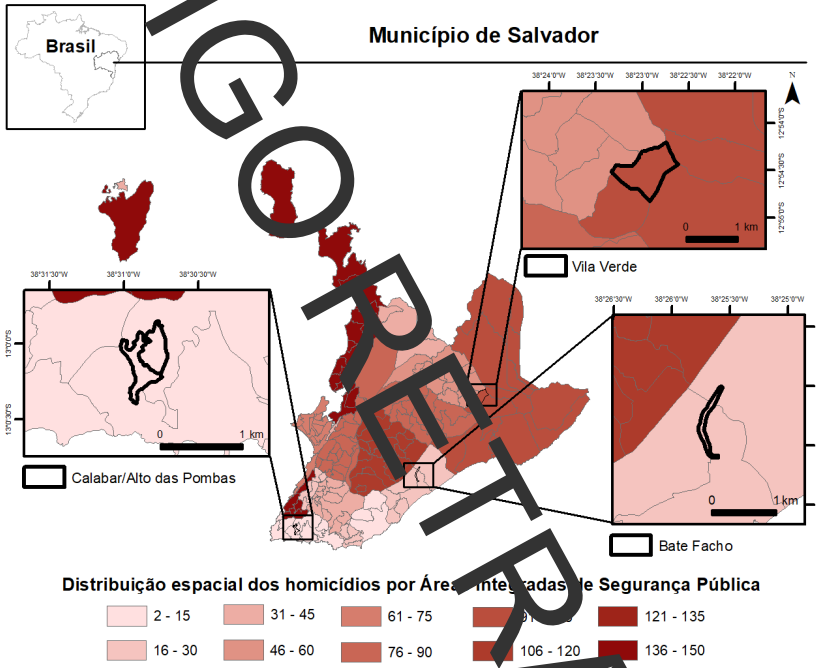 Município de Salvador
Brasil
38°24'0"W 38°23'30"W 38°23'0"W 38°22'30"W 38°22'0"W
N
12°54'0"S
12°54'30"S
12°55'0"S
0 1 km
Vila Verde
38°31'30"W 38°31'0"W 38°30'30"W
13°0'0"S
13°0'30"S
0 1 km
Calabar/Alto das Pombas
38°26'30"W 38°26'0"W 38°25'30"W 38°25'0"W
0 1 km
Bate Facho
Distribuição espacial dos homicídios por Áreas Integradas de Segurança Pública
2 - 15
31 - 45
61 - 75
121 - 135
16 - 30
46 - 60
76 - 90
106 - 120
136 - 150